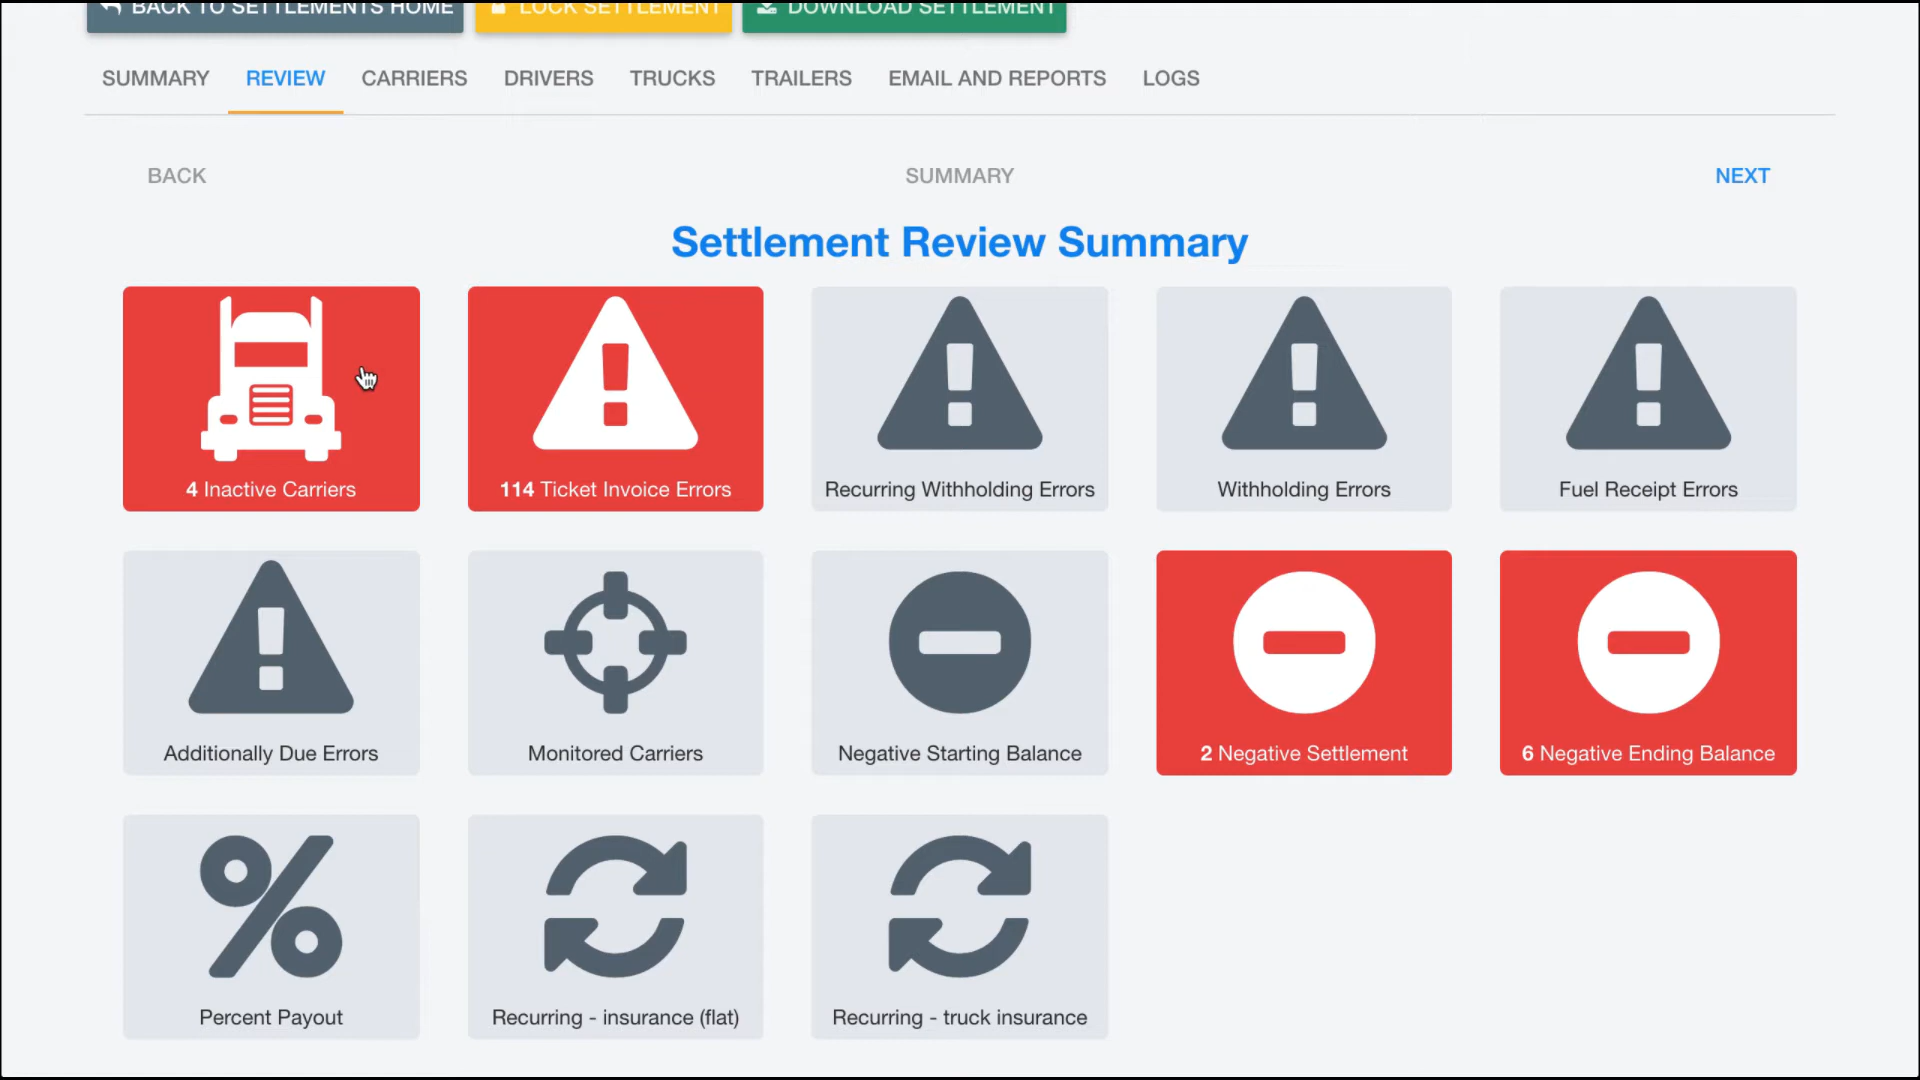 BACK TO SETTLEMENTS HOME LOCK SETTLEMENT DOWNLOAD SETTLEMENT
SUMMARY REVIEW CARRIERS DRIVERS TRUCKS TRAILERS EMAIL AND REPORTS LOGS
BACK SUMMARY NEXT
Settlement Review Summary
4 Inactive Carriers 114 Ticket Invoice Errors Recurring Withholding Errors Withholding Errors Fuel Receipt Errors
Additionally Due Errors Monitored Carriers Negative Starting Balance 2 Negative Settlement 6 Negative Ending Balance
Percent Payout Recurring - insurance (flat) Recurring - truck insurance